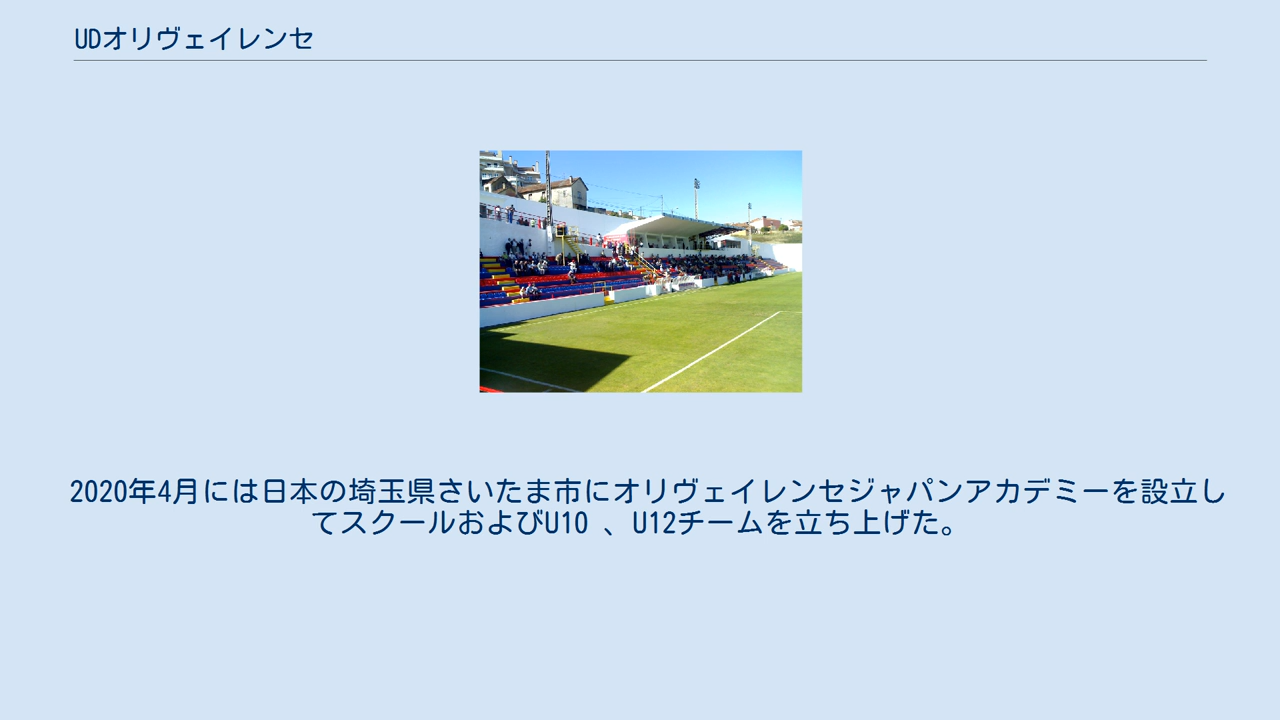 UDオリヴェイレンセ
2020年4月には日本の埼玉県さいたま市にオリヴェイレンセジャパンアカデミーを設立し
てスクールおよびU10 、U12チームを立ち上げた。